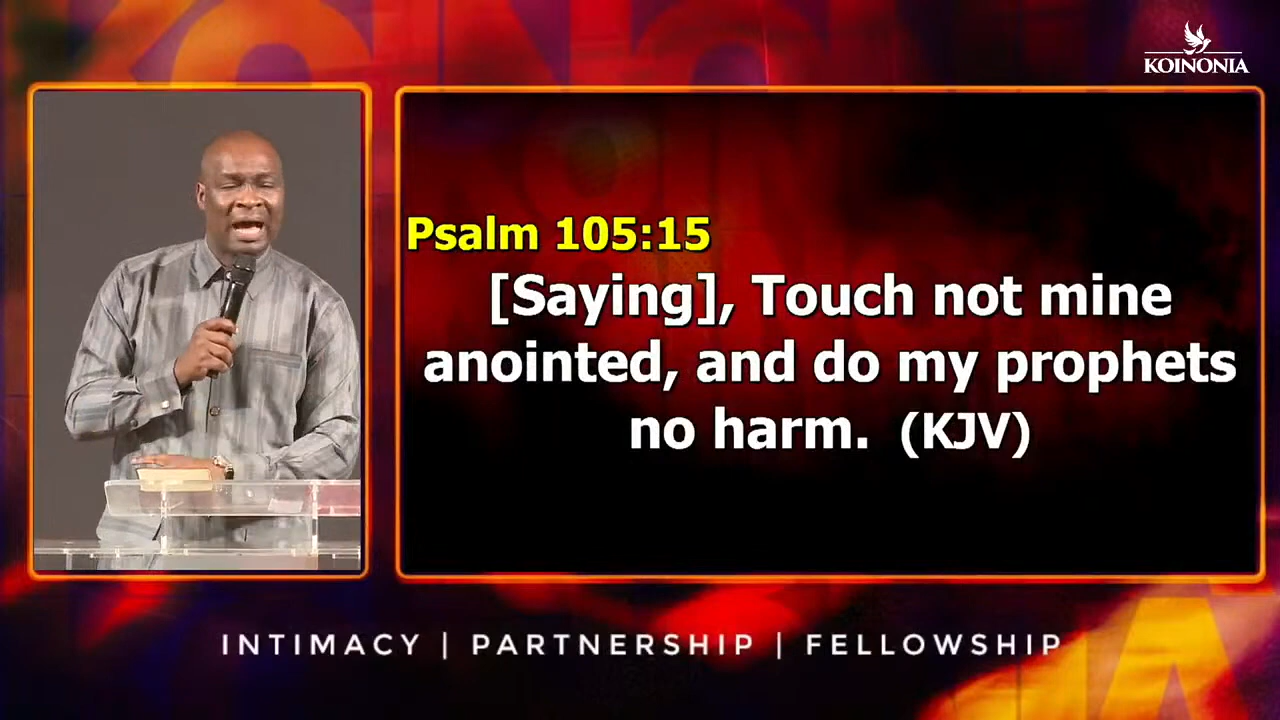 KOINONIA
Psalm 105:15
[Saying], Touch not mine
anointed, and do my prophets
no harm. (KJV)
INTIMACY | PARTNERSHIP | FELLOWSHIP